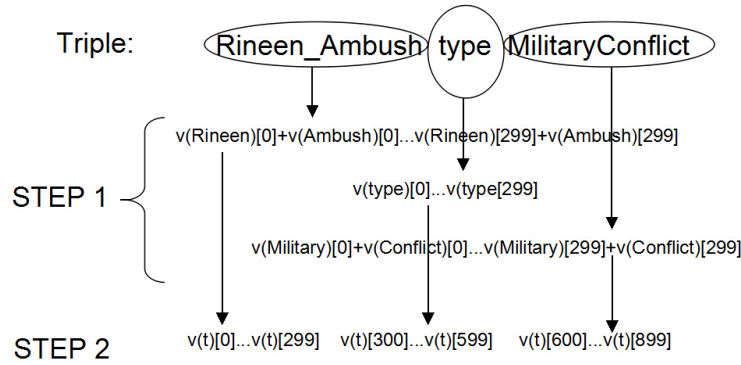 Triple: Rineen_Ambush type MilitaryConflict
v(Rineen)[0]+v(Ambush)[0]...v(Rineen)[299]+v(Ambush)[299]
STEP 1
v(type)[0]...v(type[299]
v(Military)[0]+v(Conflict)[0]...v(Military)[299]+v(Conflict)[299]
STEP 2
v(t)[0]...v(t)[299] v(t)[300]...v(t)[599] v(t)[600]...v(t)[899]